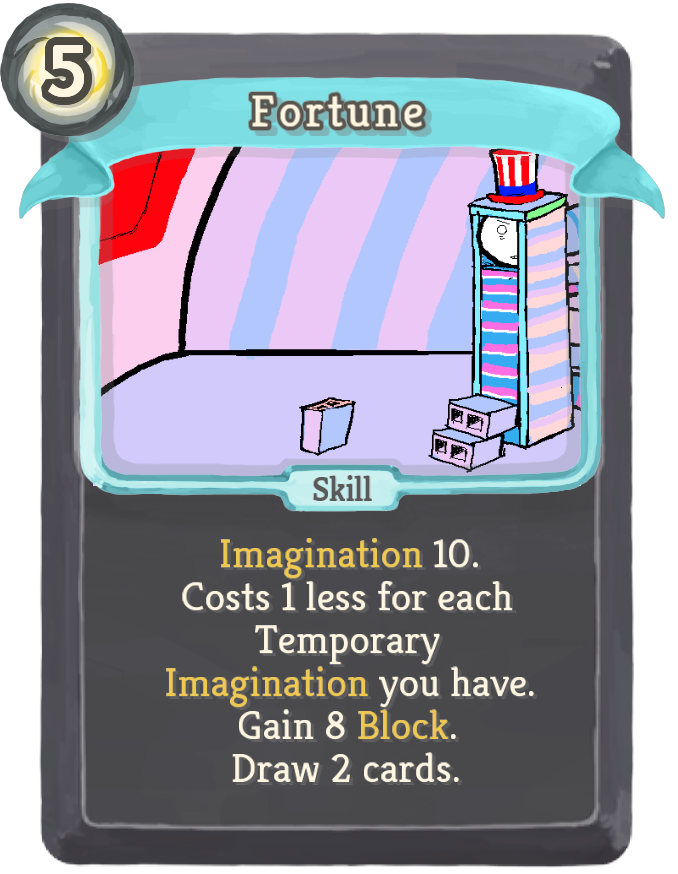 5
Fortune
Skill
Imagination 10.
Costs 1 less for each
Temporary
Imagination you have.
Gain 8 Block.
Draw 2 cards.